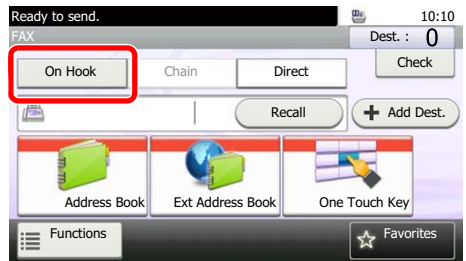 Ready to send. 10:10
FAX Dest. : 0
On Hook Chain Direct Check
Recall Add Dest.
Address Book Ext Address Book One Touch Key
Functions Favorites